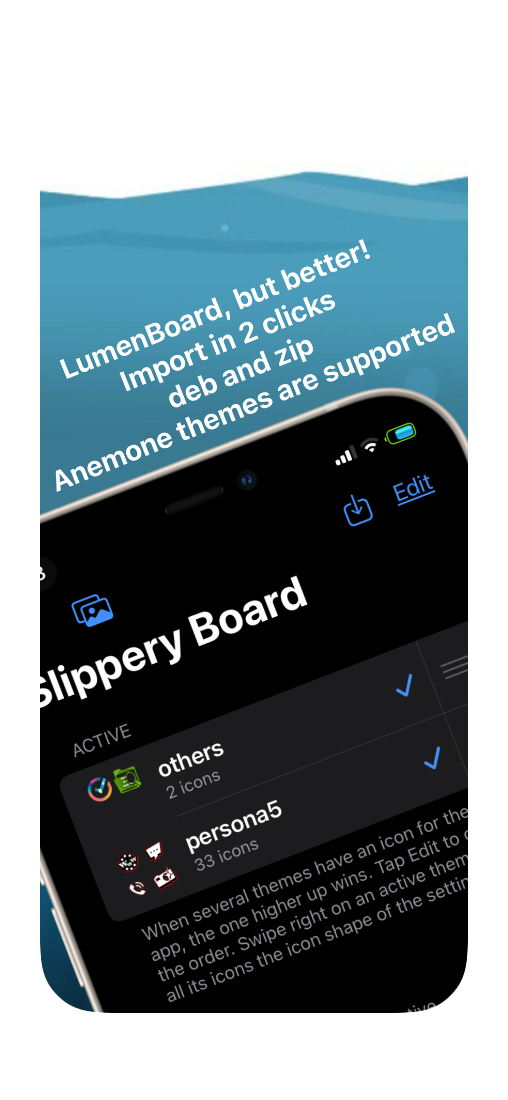 LumenBoard, but better!
Import in 2 clicks
deb and zip
Anemone themes are supported
Edit
Slippery Board
ACTIVE
others
2 icons
persona5
33 icons
When several themes have an icon for the
app, the one higher up wins. Tap Edit to
the order. Swipe right on an active
all its icons the icon shape of the